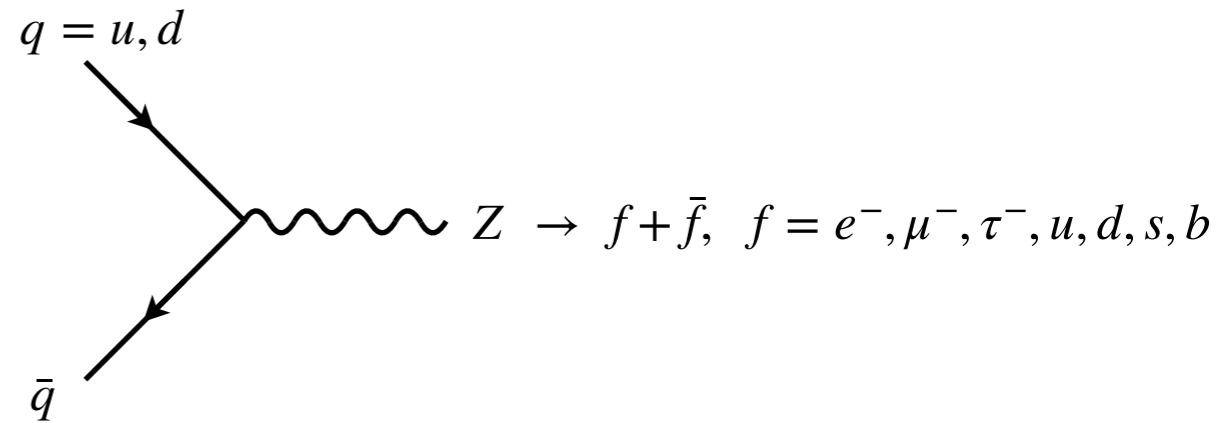 q = u, d
Z → f + f̄, f = e⁻, μ⁻, τ⁻, u, d, s, b
q̄